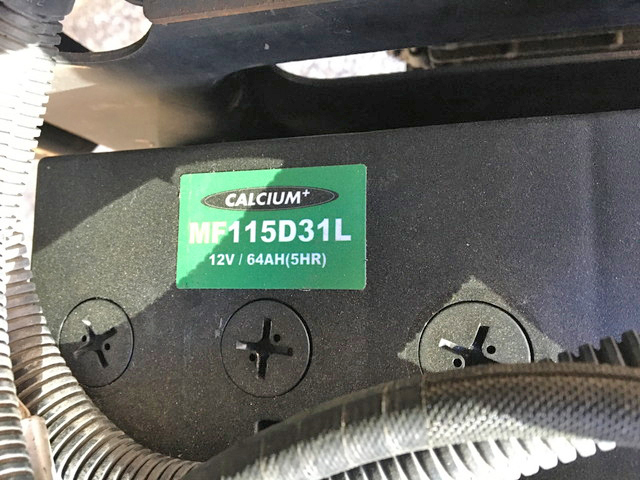 CALCIUM+
MF115D31L
12V / 64AH(5HR)